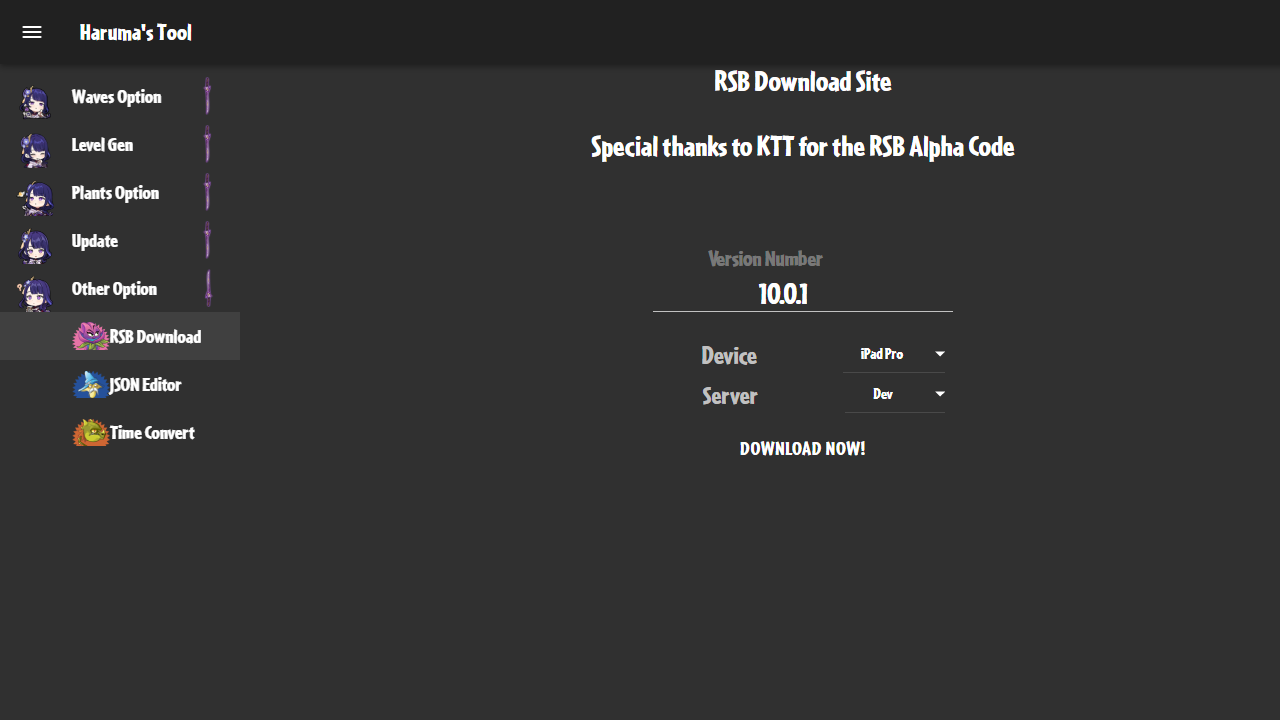 Haruma's Tool
Waves Option
Level Gen
Plants Option
Update
Other Option
RSB Download
JSON Editor
Time Convert
RSB Download Site
Special thanks to KTT for the RSB Alpha Code
Version Number
10.0.1
Device
iPad Pro
Server
Dev
DOWNLOAD NOW!